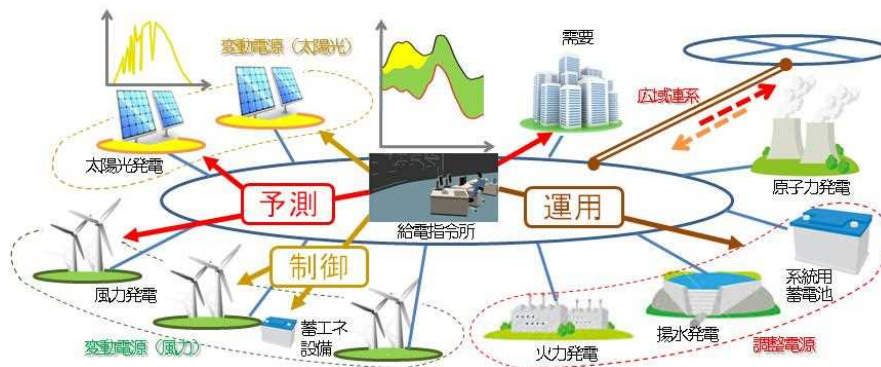 変動電源（太陽光）
需要
広域連系
太陽光発電
原子力発電
予測
運用
給電指令所
制御
風力発電
系統用
蓄電池
蓄エネ
設備
揚水発電
変動電源（風力）
火力発電
調整電源